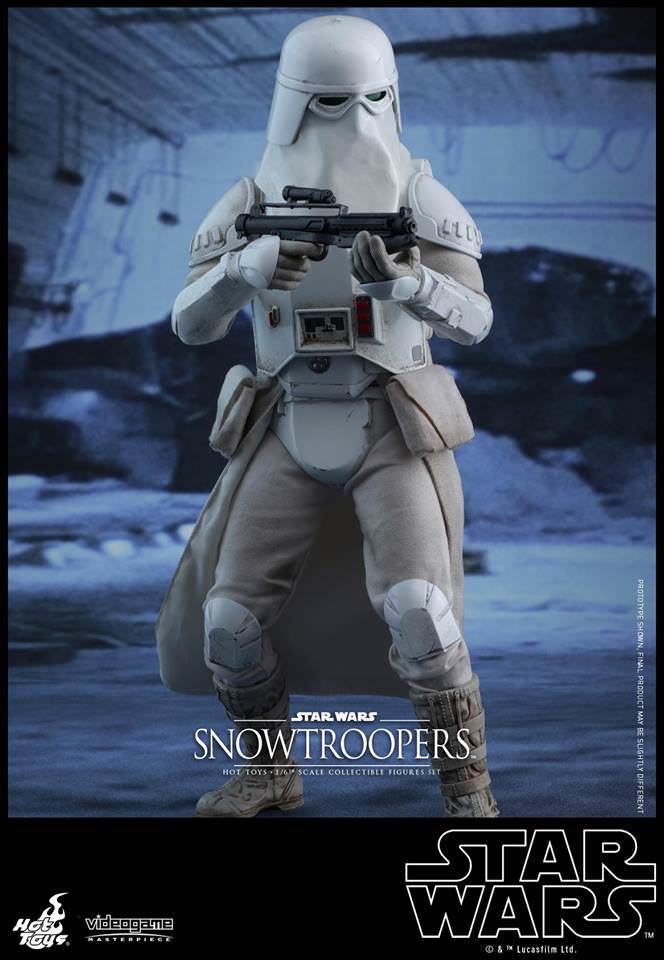 STAR WARS
SNOWTROOPERS
HOT TOYS • 1/6TH SCALE COLLECTIBLE FIGURES SET
PROTOTYPE SHOWN, FINAL PRODUCT MAY BE SLIGHTLY DIFFERENT
STAR
WARS™
Hot
Toys®
videogame
MASTERPIECE
© & ™ Lucasfilm Ltd.